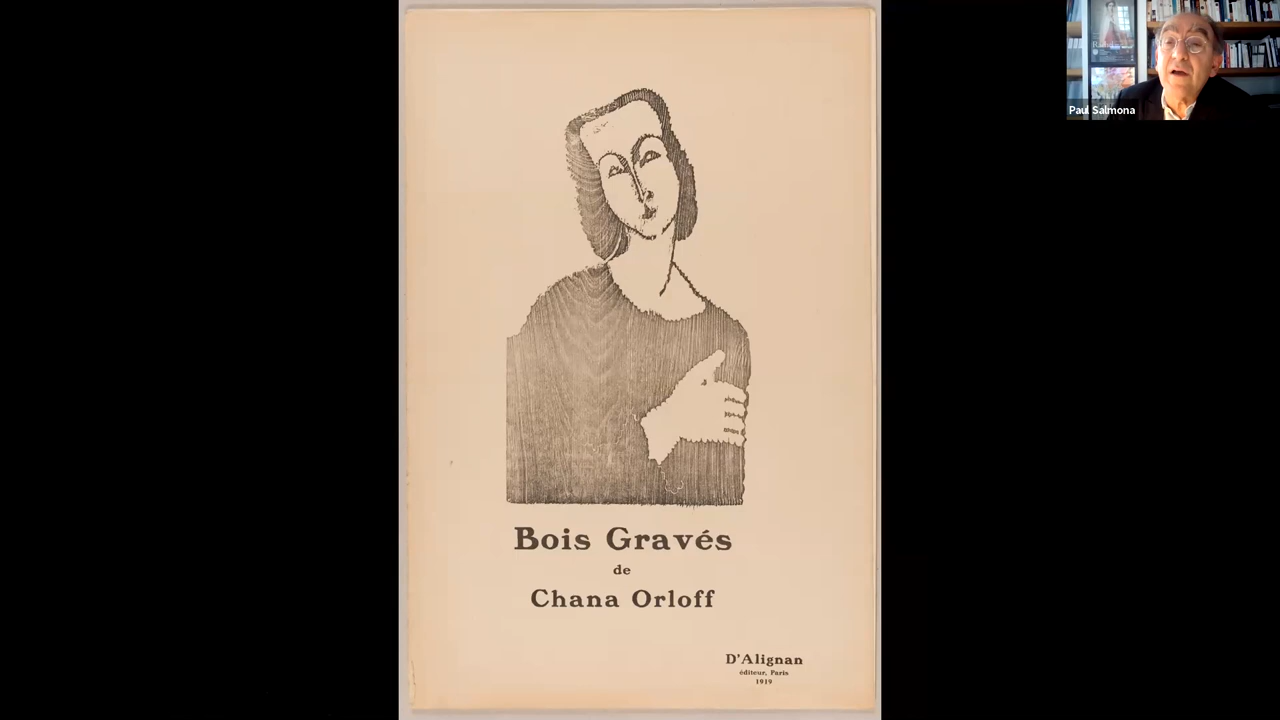 Bois Gravés
de
Chana Orloff
D'Alignan
éditeur, Paris
1919
Paul Salmona